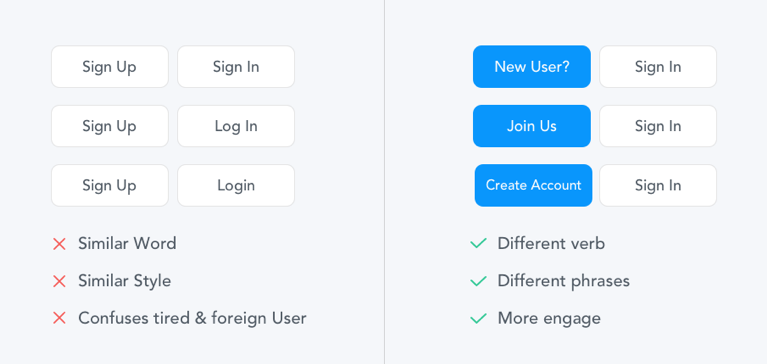 Sign Up
Sign In
Sign Up
Log In
Sign Up
Login
Similar Word
Similar Style
Confuses tired & foreign User
New User?
Sign In
Join Us
Sign In
Create Account
Sign In
Different verb
Different phrases
More engage